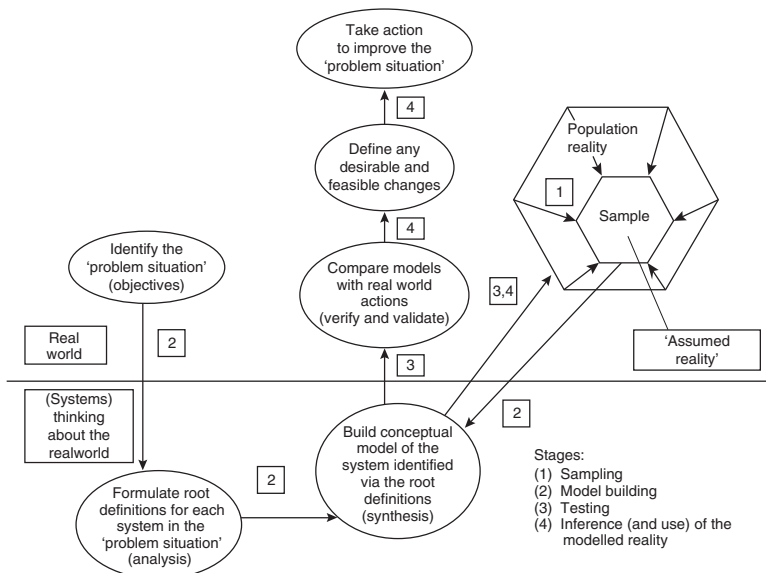 Take action
to improve the
‘problem situation’
4
Define any
desirable and
feasible changes
4
Compare models
with real world
actions
(verify and validate)
3
Identify the
‘problem situation’
(objectives)
2
Real
world
(Systems)
thinking
about the
realworld
Formulate root
definitions for each
system in the
‘problem situation’
(analysis)
2
Build conceptual
model of the
system identified
via the root
definitions
(synthesis)
Population
reality
1
Sample
3,4
‘Assumed
reality’
2
Stages:
(1) Sampling
(2) Model building
(3) Testing
(4) Inference (and use) of the
modelled reality